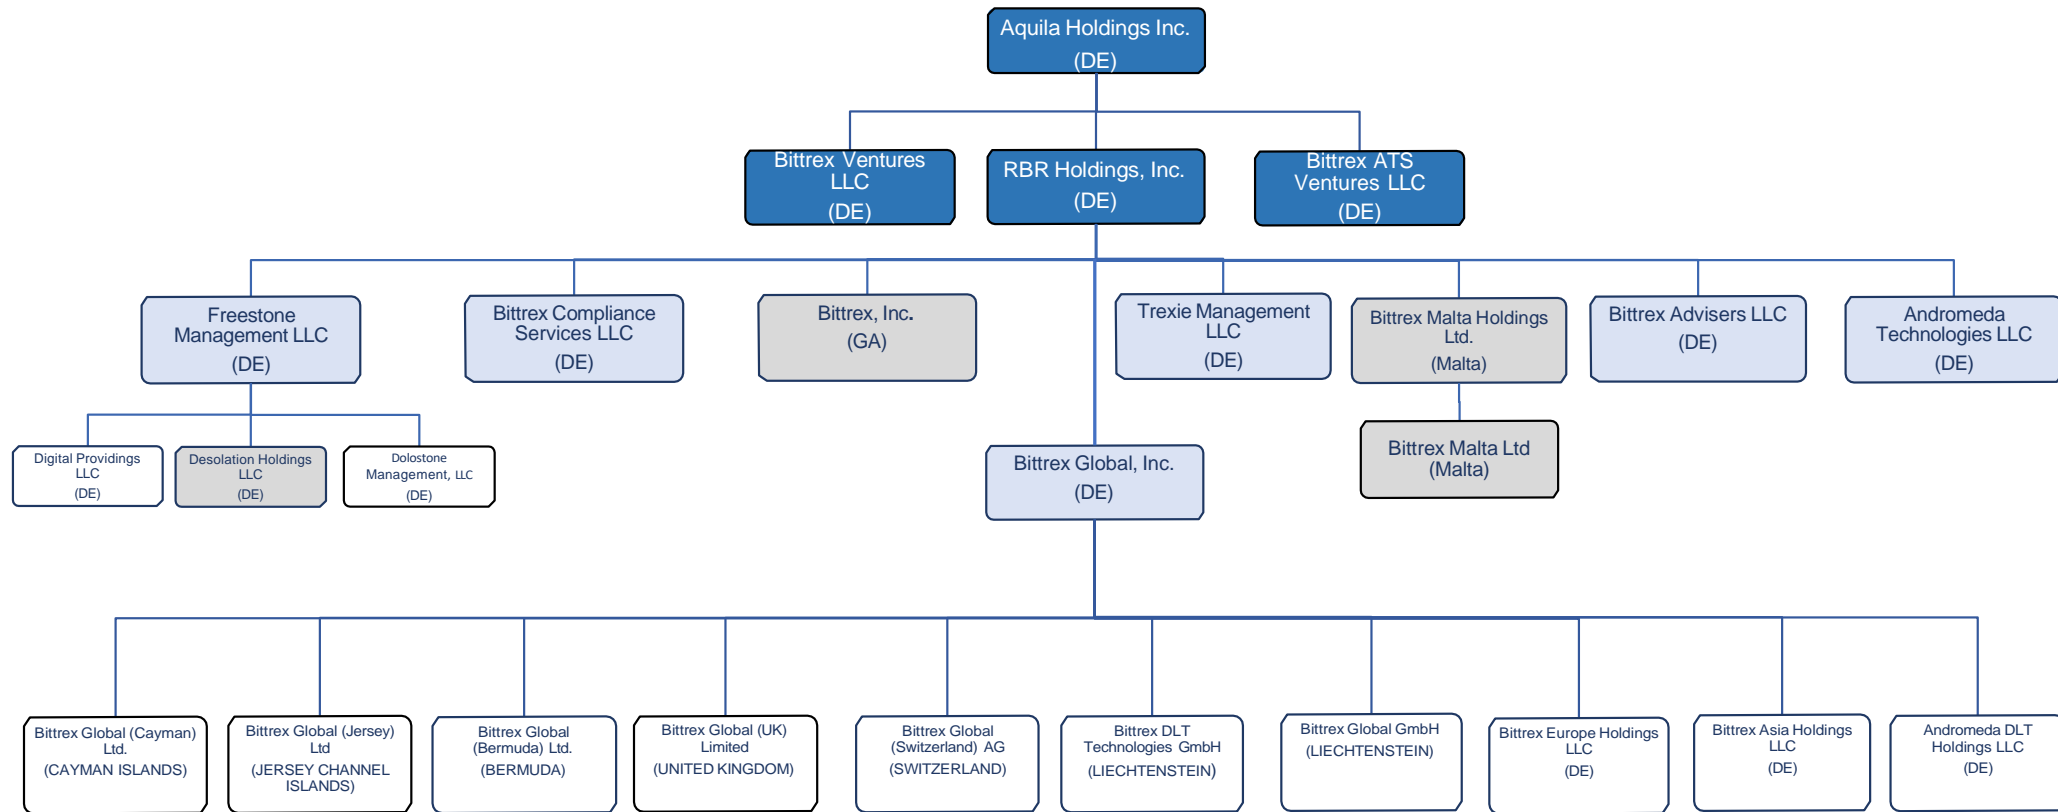 Aquila Holdings Inc.
(DE)
Bittrex Ventures
LLC
(DE)
RBR Holdings, Inc.
(DE)
Bittrex ATS
Ventures LLC
(DE)
Freestone
Management LLC
(DE)
Bittrex Compliance
Services LLC
(DE)
Bittrex, Inc.
(GA)
Trexie Management
LLC
(DE)
Bittrex Malta Holdings
Ltd.
(Malta)
Bittrex Advisers LLC
(DE)
Andromeda
Technologies LLC
(DE)
Digital Providings
LLC
(DE)
Desolation Holdings
LLC
(DE)
Dolostone
Management, LLC
(DE)
Bittrex Global, Inc.
(DE)
Bittrex Malta Ltd
(Malta)
Bittrex Global (Cayman)
Ltd.
(CAYMAN ISLANDS)
Bittrex Global (Jersey)
Ltd
(JERSEY CHANNEL
ISLANDS)
Bittrex Global
(Bermuda) Ltd.
(BERMUDA)
Bittrex Global (UK)
Limited
(UNITED KINGDOM)
Bittrex Global
(Switzerland) AG
(SWITZERLAND)
Bittrex DLT
Technologies GmbH
(LIECHTENSTEIN)
Bittrex Global GmbH
(LIECHTENSTEIN)
Bittrex Europe Holdings
LLC
(DE)
Bittrex Asia Holdings
LLC
(DE)
Andromeda DLT
Holdings LLC
(DE)